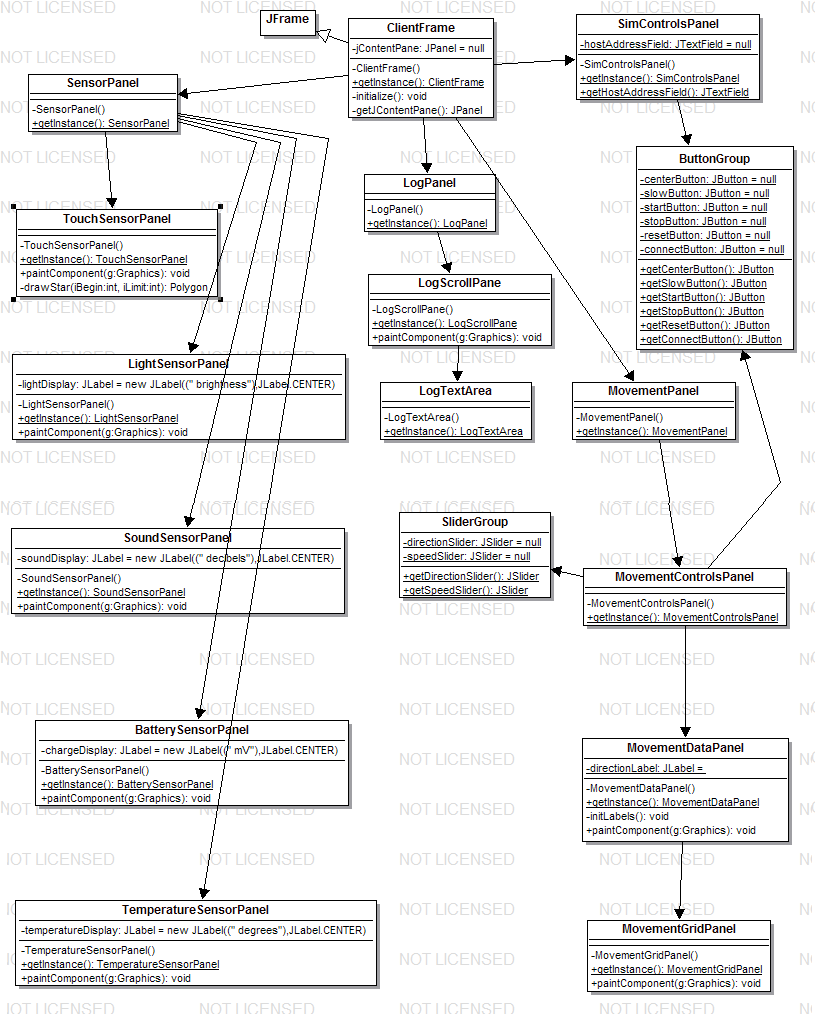 JFrame
ClientFrame
-jContentPane: JPanel = null
-ClientFrame()
+getInstance(): ClientFrame
-initialize(): void
-getJContentPane(): JPanel
SimControlsPanel
-hostAddressField: JTextField = null
-SimControlsPanel()
+getInstance(): SimControlsPanel
+getHostAddressField(): JTextField
SensorPanel
-SensorPanel()
+getInstance(): SensorPanel
ButtonGroup
-centerButton: JButton = null
-slowButton: JButton = null
-startButton: JButton = null
-stopButton: JButton = null
-resetButton: JButton = null
-connectButton: JButton = null
+getCenterButton(): JButton
+getSlowButton(): JButton
+getStartButton(): JButton
+getStopButton(): JButton
+getResetButton(): JButton
+getConnectButton(): JButton
LogPanel
-LogPanel()
+getInstance(): LogPanel
TouchSensorPanel
-TouchSensorPanel()
+getInstance(): TouchSensorPanel
+paintComponent(g:Graphics): void
-drawStar(iBegin:int, iLimit:int): Polygon
LogScrollPane
-LogScrollPane()
+getInstance(): LogScrollPane
+paintComponent(g:Graphics): void
LightSensorPanel
-lightDisplay: JLabel = new JLabel((" brightness"),JLabel.CENTER)
-LightSensorPanel()
+getInstance(): LightSensorPanel
+paintComponent(g:Graphics): void
LogTextArea
-LogTextArea()
+getInstance(): LogTextArea
MovementPanel
-MovementPanel()
+getInstance(): MovementPanel
SoundSensorPanel
-soundDisplay: JLabel = new JLabel((" decibels"),JLabel.CENTER)
-SoundSensorPanel()
+getInstance(): SoundSensorPanel
+paintComponent(g:Graphics): void
SliderGroup
-directionSlider: JSlider = null
-speedSlider: JSlider = null
+getDirectionSlider(): JSlider
+getSpeedSlider(): JSlider
MovementControlsPanel
-MovementControlsPanel()
+getInstance(): MovementControlsPanel
BatterySensorPanel
-chargeDisplay: JLabel = new JLabel((" mV"),JLabel.CENTER)
-BatterySensorPanel()
+getInstance(): BatterySensorPanel
+paintComponent(g:Graphics): void
MovementDataPanel
-directionLabel: JLabel =
-MovementDataPanel()
+getInstance(): MovementDataPanel
-initLabels(): void
+paintComponent(g:Graphics): void
TemperatureSensorPanel
-temperatureDisplay: JLabel = new JLabel((" degrees"),JLabel.CENTER)
-TemperatureSensorPanel()
+getInstance(): TemperatureSensorPanel
+paintComponent(g:Graphics): void
MovementGridPanel
-MovementGridPanel()
+getInstance(): MovementGridPanel
+paintComponent(g:Graphics): void
NOT LICENSED